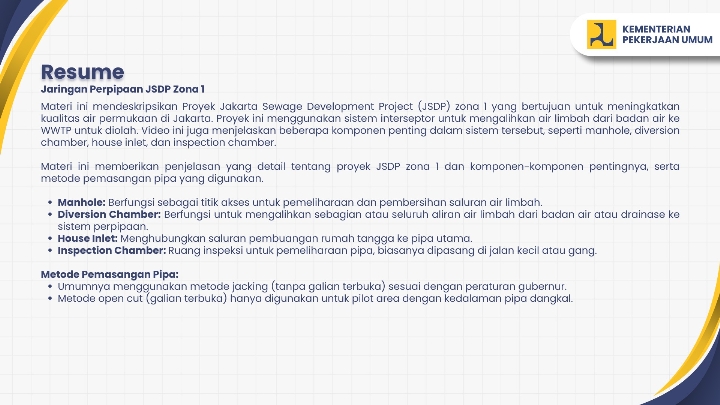 KEMENTERIAN
PEKERJAAN UMUM
Resume
Jaringan Perpipaan JSDP Zona 1
Materi ini mendeskripsikan Proyek Jakarta Sewage Development Project (JSDP) zona 1 yang bertujuan untuk meningkatkan
kualitas air permukaan di Jakarta. Proyek ini menggunakan sistem interseptor untuk mengalihkan air limbah dari badan air ke
WWTP untuk diolah. Video ini juga menjelaskan beberapa komponen penting dalam sistem tersebut, seperti manhole, diversion
chamber, house inlet, dan inspection chamber.
Materi ini memberikan penjelasan yang detail tentang proyek JSDP zona 1 dan komponen-komponen pentingnya, serta
metode pemasangan pipa yang digunakan.
• Manhole: Berfungsi sebagai titik akses untuk pemeliharaan dan pembersihan saluran air limbah.
• Diversion Chamber: Berfungsi untuk mengalihkan sebagian atau seluruh aliran air limbah dari badan air atau drainase ke
sistem perpipaan.
• House Inlet: Menghubungkan saluran pembuangan rumah tangga ke pipa utama.
• Inspection Chamber: Ruang inspeksi untuk pemeliharaan pipa, biasanya dipasang di jalan kecil atau gang.
Metode Pemasangan Pipa:
• Umumnya menggunakan metode jacking (tanpa galian terbuka) sesuai dengan peraturan gubernur.
• Metode open cut (galian terbuka) hanya digunakan untuk pilot area dengan kedalaman pipa dangkal.